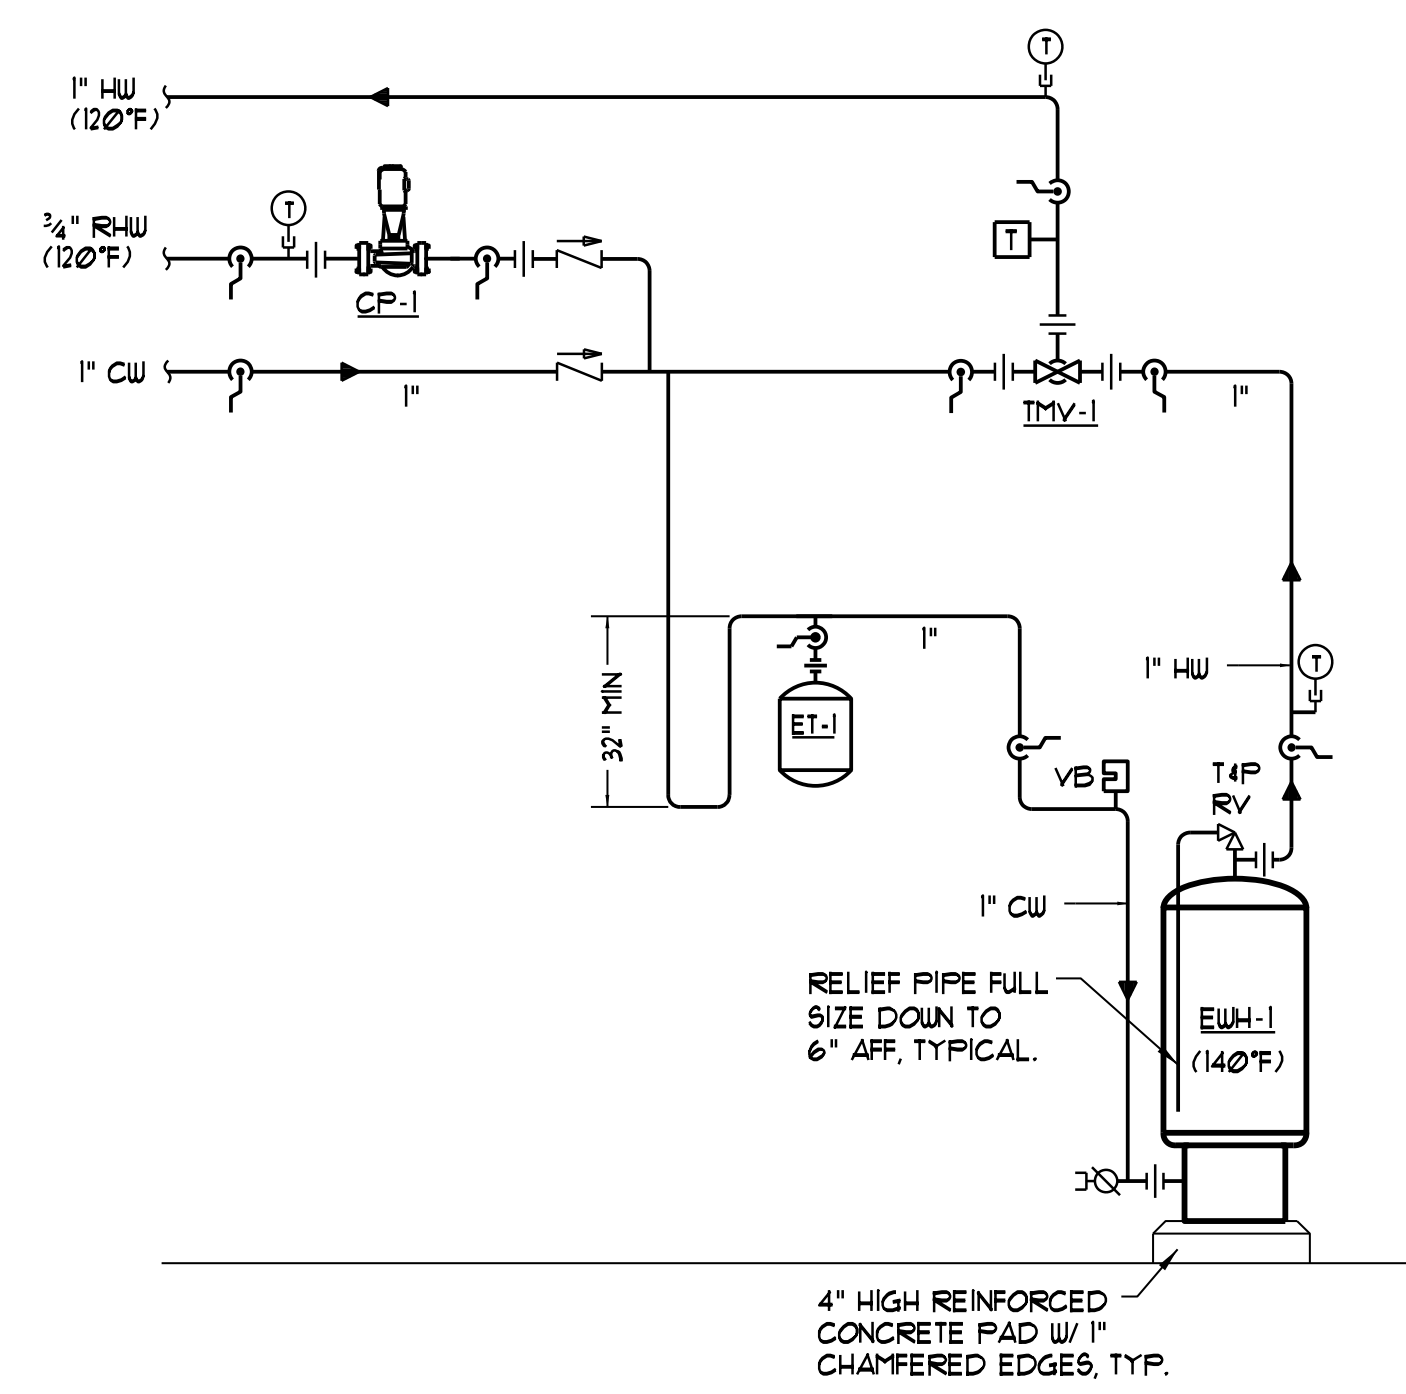 T
1" HW
(120°F)
T
3/4" RHW
(120°F)
T
CP-1
1" CW
1"
TMV-1
1"
32" MIN
1"
ET-1
1" HW
T
VB
T&P
RV
1" CW
RELIEF PIPE FULL
SIZE DOWN TO
6" AFF, TYPICAL.
EWH-1
(140°F)
4" HIGH REINFORCED
CONCRETE PAD W/ 1"
CHAMFERED EDGES, TYP.